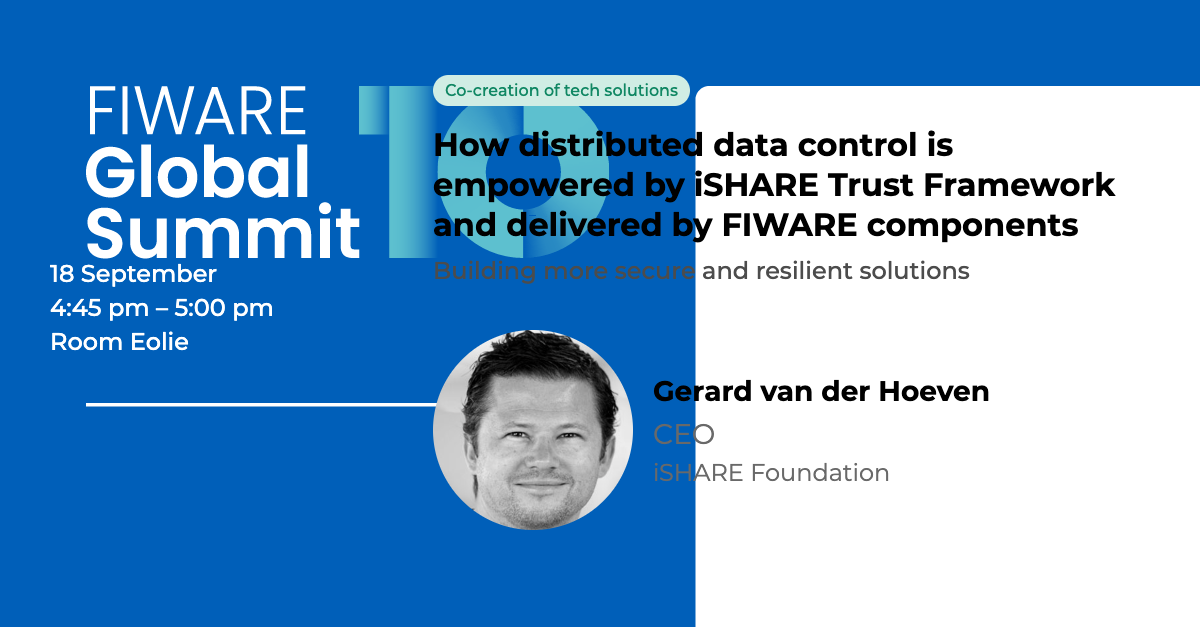 FIWARE
Global
Summit
10
18 September
4:45 pm – 5:00 pm
Room Eolie
Co-creation of tech solutions
How distributed data control is
empowered by iSHARE Trust Framework
and delivered by FIWARE components
Building more secure and resilient solutions
Gerard van der Hoeven
CEO
iSHARE Foundation